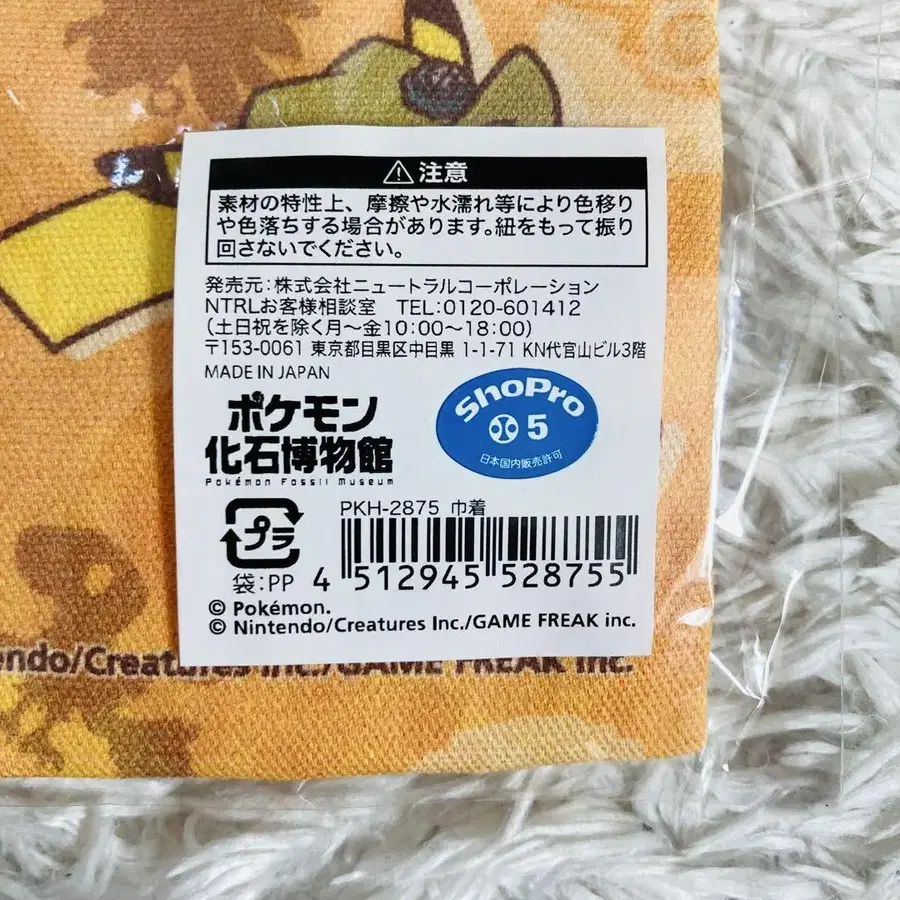 注意
素材の特性上、摩擦や水濡れ等により色移り
や色落ちする場合があります。紐をもって振り
回さないでください。
発売元:株式会社ニュートラルコーポレーション
NTRLお客様相談室 TEL:0120-601412
(土日祝を除く月~金10:00~18:00)
〒153-0061 東京都目黒区中目黒 1-1-71 KN代官山ビル3階
MADE IN JAPAN
ポケモン
化石博物館
Pokémon Fossil Museum
ShoPro
5
日本国内販売許可
PKH-2875 巾着
プラ
袋:PP
4 512945 528755
© Pokémon.
© Nintendo/Creatures Inc./GAME FREAK inc.
endo/Creatures Inc./GAME FREAK inc.